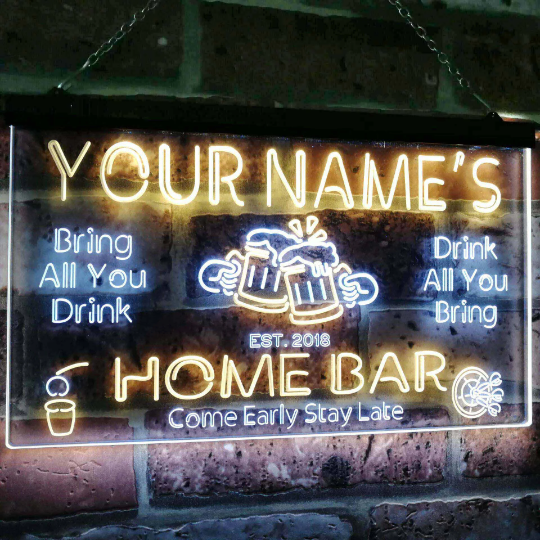 YOUR NAME'S
Bring
All You
Drink
Drink
All You
Bring
EST. 2018
HOME BAR
Come Early Stay Late